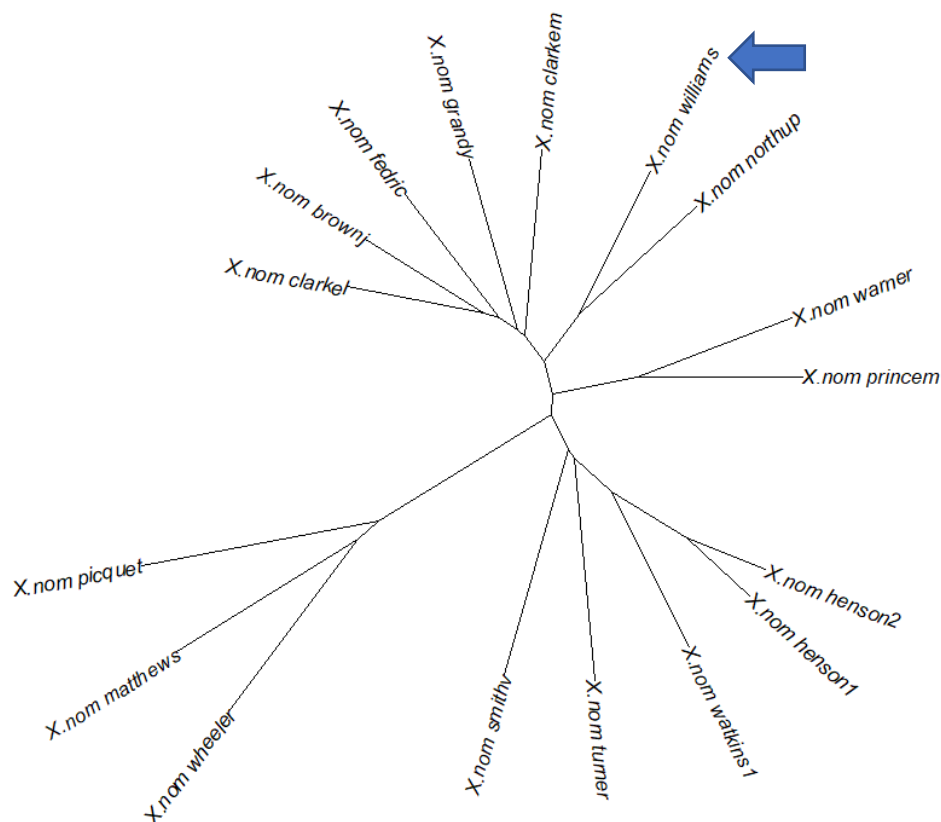 X.nom clarkem
X.nom grandy
X.nom williams
X.nom fedric
X.nom northup
X.nom brownj
X.nom clarkel
X.nom warner
X.nom princem
X.nom picquet
X.nom henson2
X.nom henson1
X.nom matthews
X.nom watkins1
X.nom smithv
X.nom turner
X.nom wheeler